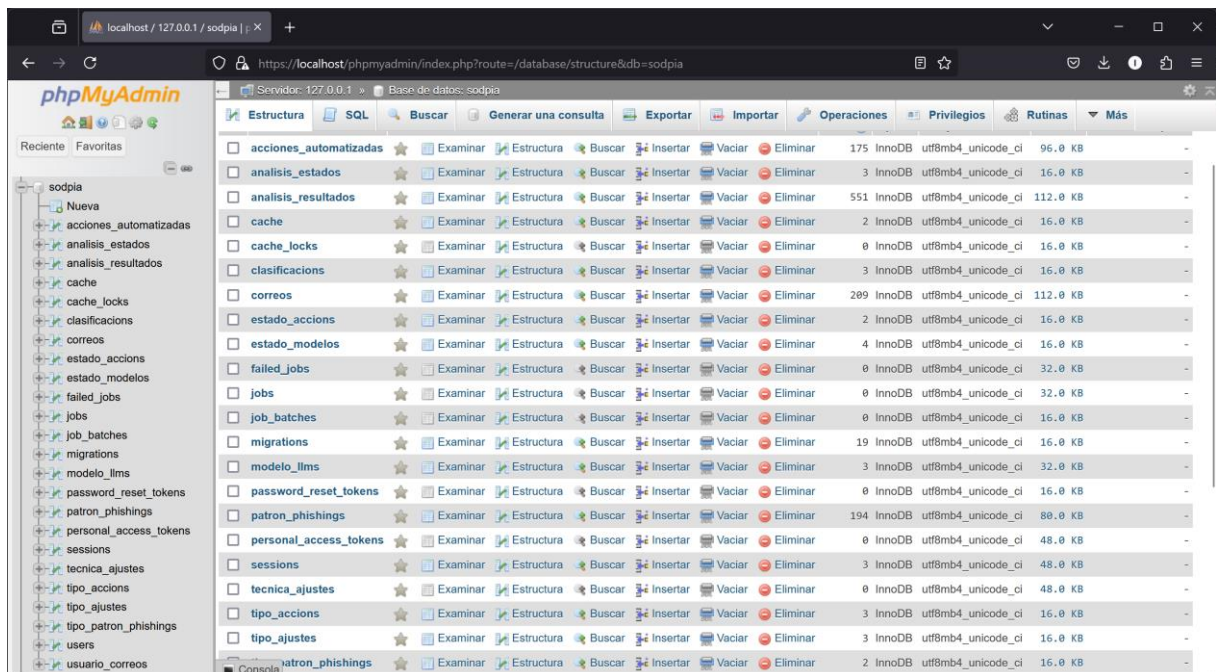 localhost / 127.0.0.1 / sodpia | p
https://localhost/phpmyadmin/index.php?route=/database/structure&db=sodpia
phpMyAdmin
Reciente Favoritas
sodpia
Nueva
acciones_automatizadas
analisis_estados
analisis_resultados
cache
cache_locks
clasificacions
correos
estado_accions
estado_modelos
failed_jobs
jobs
job_batches
migrations
modelo_llms
password_reset_tokens
patron_phishings
personal_access_tokens
sessions
tecnica_ajustes
tipo_accions
tipo_ajustes
tipo_patron_phishings
users
usuario_correos
Servidor: 127.0.0.1 » Base de datos: sodpia
Estructura SQL Buscar Generar una consulta Exportar Importar Operaciones Privilegios Rutinas Más
acciones_automatizadas Examinar Estructura Buscar Insertar Vaciar Eliminar 175 InnoDB utf8mb4_unicode_ci 96.0 KB -
analisis_estados Examinar Estructura Buscar Insertar Vaciar Eliminar 3 InnoDB utf8mb4_unicode_ci 16.0 KB -
analisis_resultados Examinar Estructura Buscar Insertar Vaciar Eliminar 551 InnoDB utf8mb4_unicode_ci 112.0 KB -
cache Examinar Estructura Buscar Insertar Vaciar Eliminar 2 InnoDB utf8mb4_unicode_ci 16.0 KB -
cache_locks Examinar Estructura Buscar Insertar Vaciar Eliminar 0 InnoDB utf8mb4_unicode_ci 16.0 KB -
clasificacions Examinar Estructura Buscar Insertar Vaciar Eliminar 3 InnoDB utf8mb4_unicode_ci 16.0 KB -
correos Examinar Estructura Buscar Insertar Vaciar Eliminar 209 InnoDB utf8mb4_unicode_ci 112.0 KB -
estado_accions Examinar Estructura Buscar Insertar Vaciar Eliminar 2 InnoDB utf8mb4_unicode_ci 16.0 KB -
estado_modelos Examinar Estructura Buscar Insertar Vaciar Eliminar 4 InnoDB utf8mb4_unicode_ci 16.0 KB -
failed_jobs Examinar Estructura Buscar Insertar Vaciar Eliminar 0 InnoDB utf8mb4_unicode_ci 32.0 KB -
jobs Examinar Estructura Buscar Insertar Vaciar Eliminar 0 InnoDB utf8mb4_unicode_ci 32.0 KB -
job_batches Examinar Estructura Buscar Insertar Vaciar Eliminar 0 InnoDB utf8mb4_unicode_ci 16.0 KB -
migrations Examinar Estructura Buscar Insertar Vaciar Eliminar 19 InnoDB utf8mb4_unicode_ci 16.0 KB -
modelo_llms Examinar Estructura Buscar Insertar Vaciar Eliminar 3 InnoDB utf8mb4_unicode_ci 32.0 KB -
password_reset_tokens Examinar Estructura Buscar Insertar Vaciar Eliminar 0 InnoDB utf8mb4_unicode_ci 16.0 KB -
patron_phishings Examinar Estructura Buscar Insertar Vaciar Eliminar 194 InnoDB utf8mb4_unicode_ci 80.0 KB -
personal_access_tokens Examinar Estructura Buscar Insertar Vaciar Eliminar 0 InnoDB utf8mb4_unicode_ci 48.0 KB -
sessions Examinar Estructura Buscar Insertar Vaciar Eliminar 3 InnoDB utf8mb4_unicode_ci 48.0 KB -
tecnica_ajustes Examinar Estructura Buscar Insertar Vaciar Eliminar 0 InnoDB utf8mb4_unicode_ci 48.0 KB -
tipo_accions Examinar Estructura Buscar Insertar Vaciar Eliminar 3 InnoDB utf8mb4_unicode_ci 16.0 KB -
tipo_ajustes Examinar Estructura Buscar Insertar Vaciar Eliminar 3 InnoDB utf8mb4_unicode_ci 16.0 KB -
patron_phishings Examinar Estructura Buscar Insertar Vaciar Eliminar 2 InnoDB utf8mb4_unicode_ci 16.0 KB -
Consola